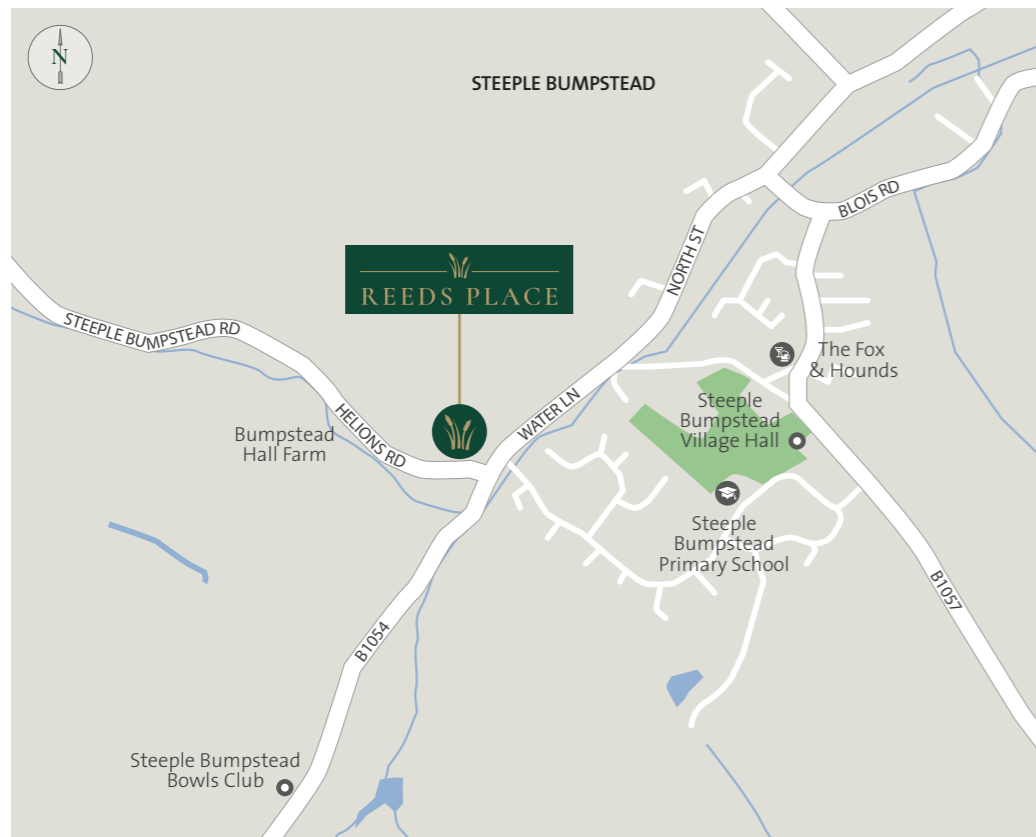 N
STEEPLE BUMPSTEAD
BLOIS RD
NORTH ST
REEDS PLACE
STEEPLE BUMPSTEAD RD
The Fox
& Hounds
HELIONS RD
WATER LN
Steeple
Bumpstead
Village Hall
Bumpstead
Hall Farm
Steeple
Bumpstead
Primary School
B1057
B1054
Steeple Bumpstead
Bowls Club